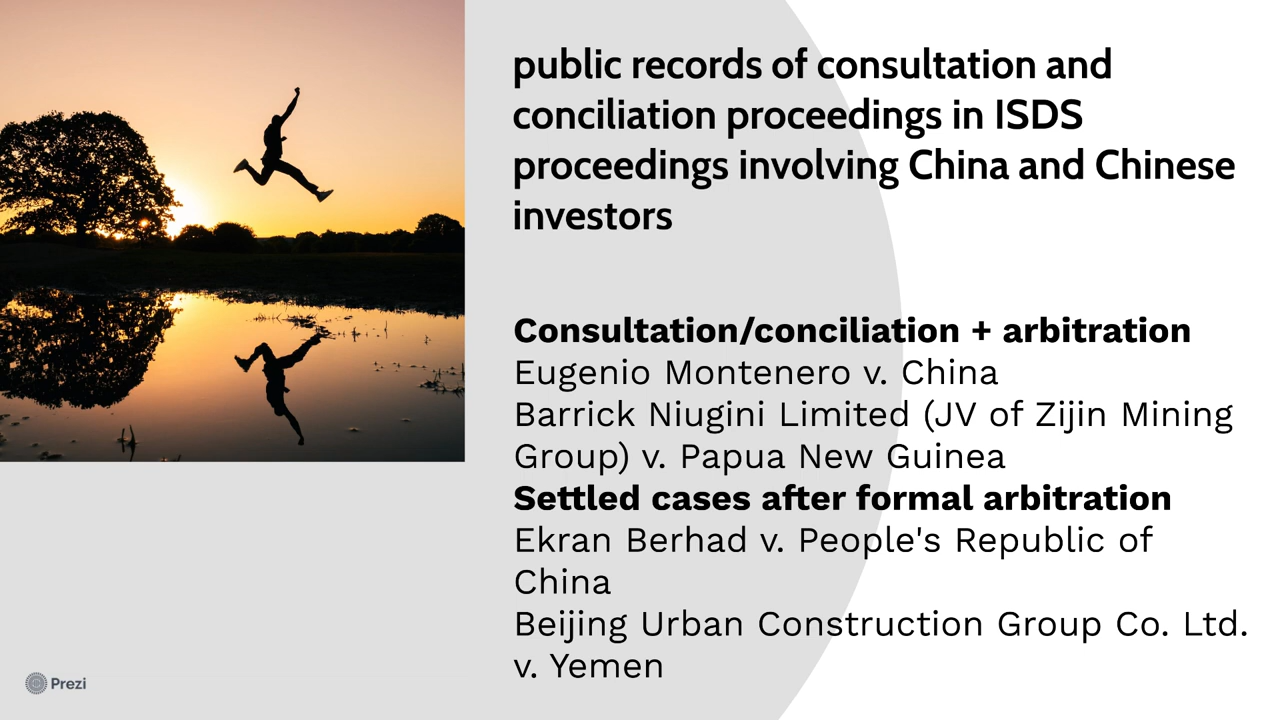 public records of consultation and
conciliation proceedings in ISDS
proceedings involving China and Chinese
investors
Consultation/conciliation + arbitration
Eugenio Montenero v. China
Barrick Niugini Limited (JV of Zijin Mining
Group) v. Papua New Guinea
Settled cases after formal arbitration
Ekran Berhad v. People's Republic of
China
Beijing Urban Construction Group Co. Ltd.
v. Yemen
Prezi